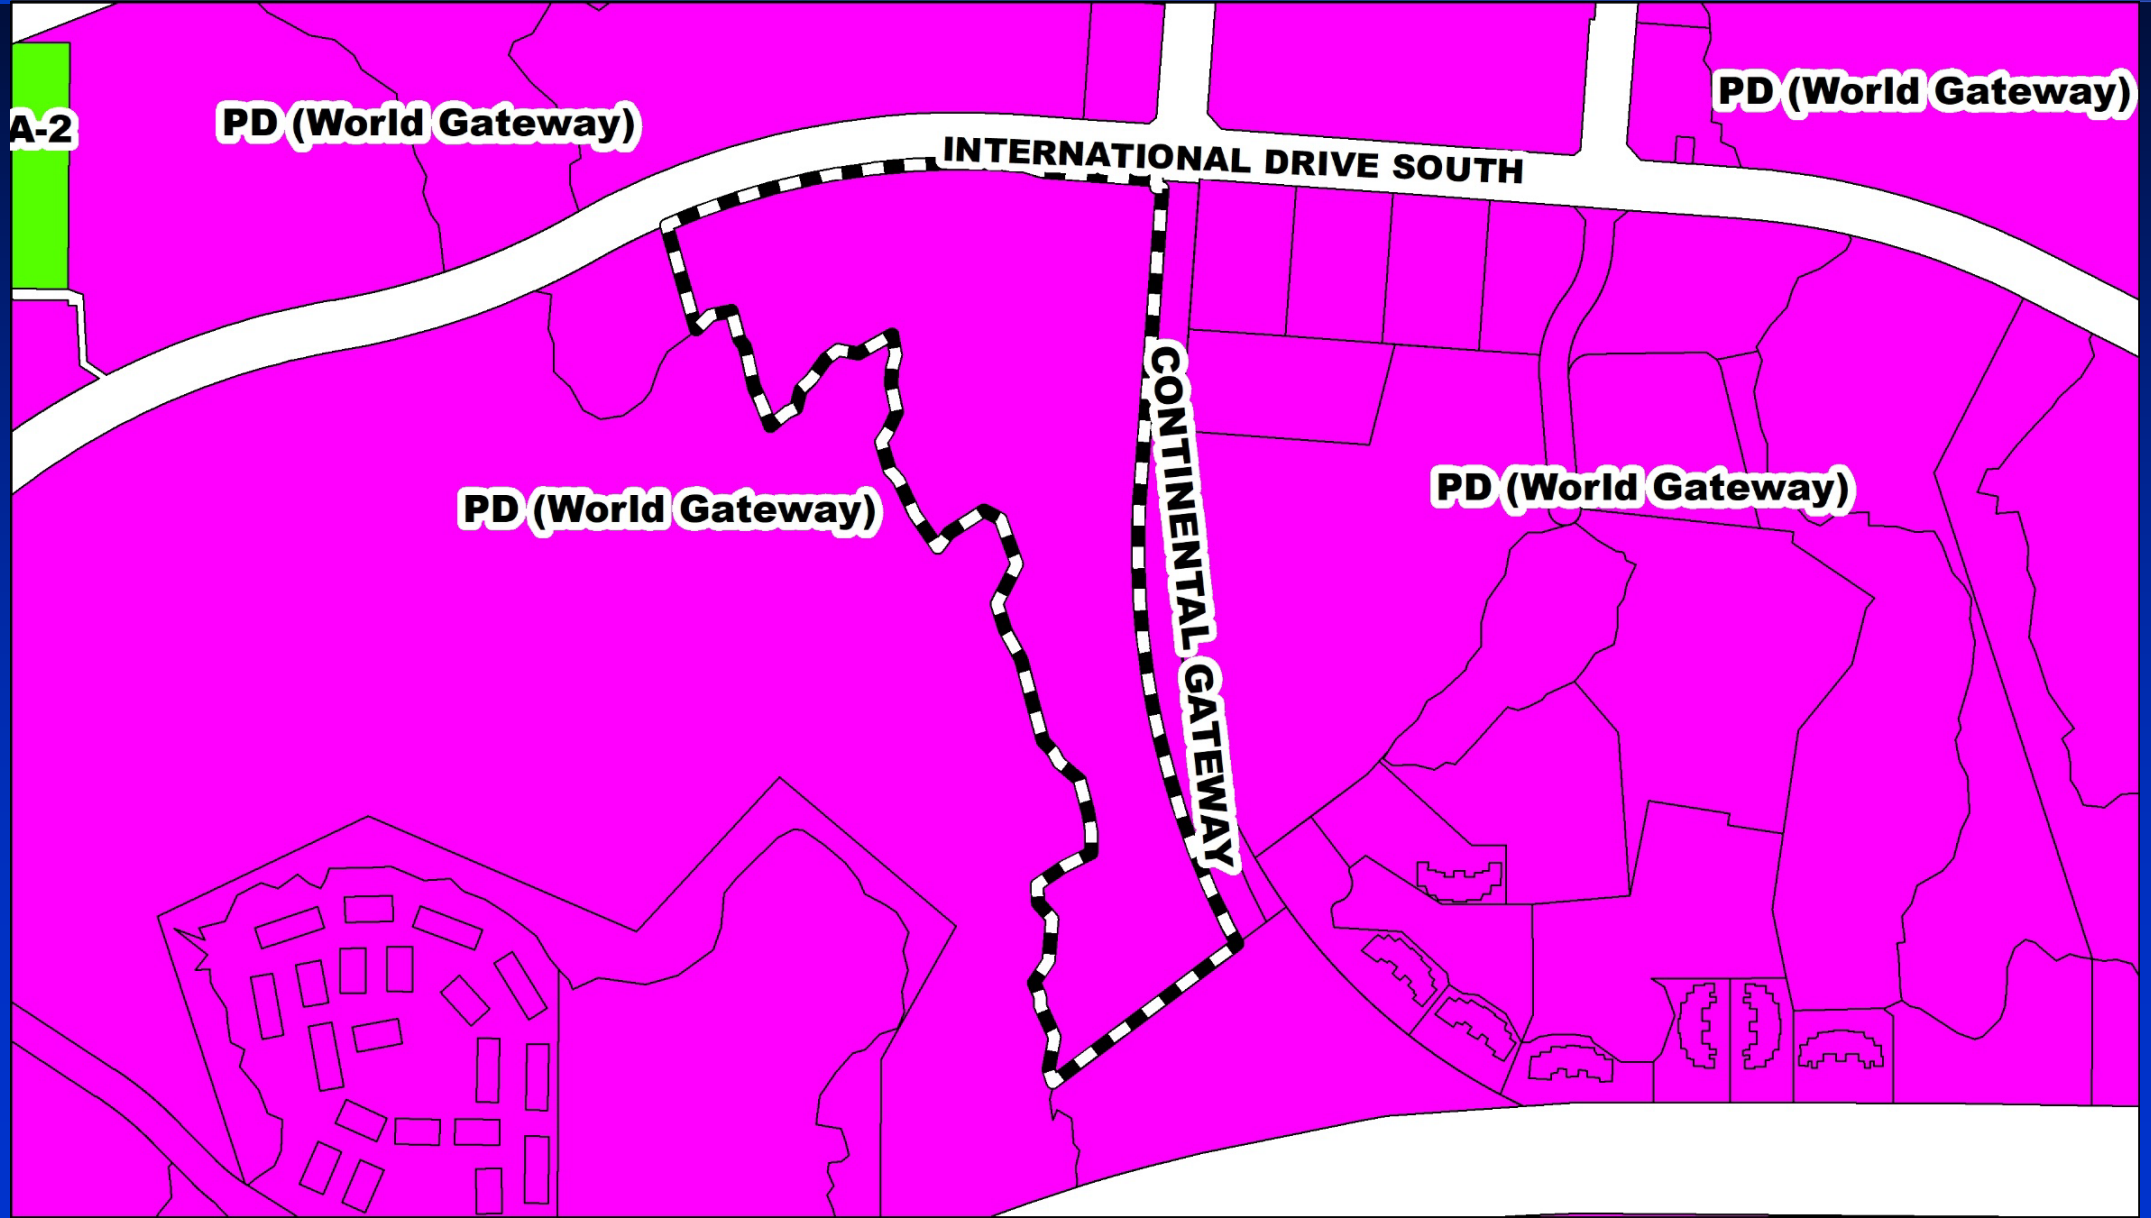 PD (World Gateway)
PD (World Gateway)
A-2
INTERNATIONAL DRIVE SOUTH
CONTINENTAL GATEWAY
PD (World Gateway)
PD (World Gateway)